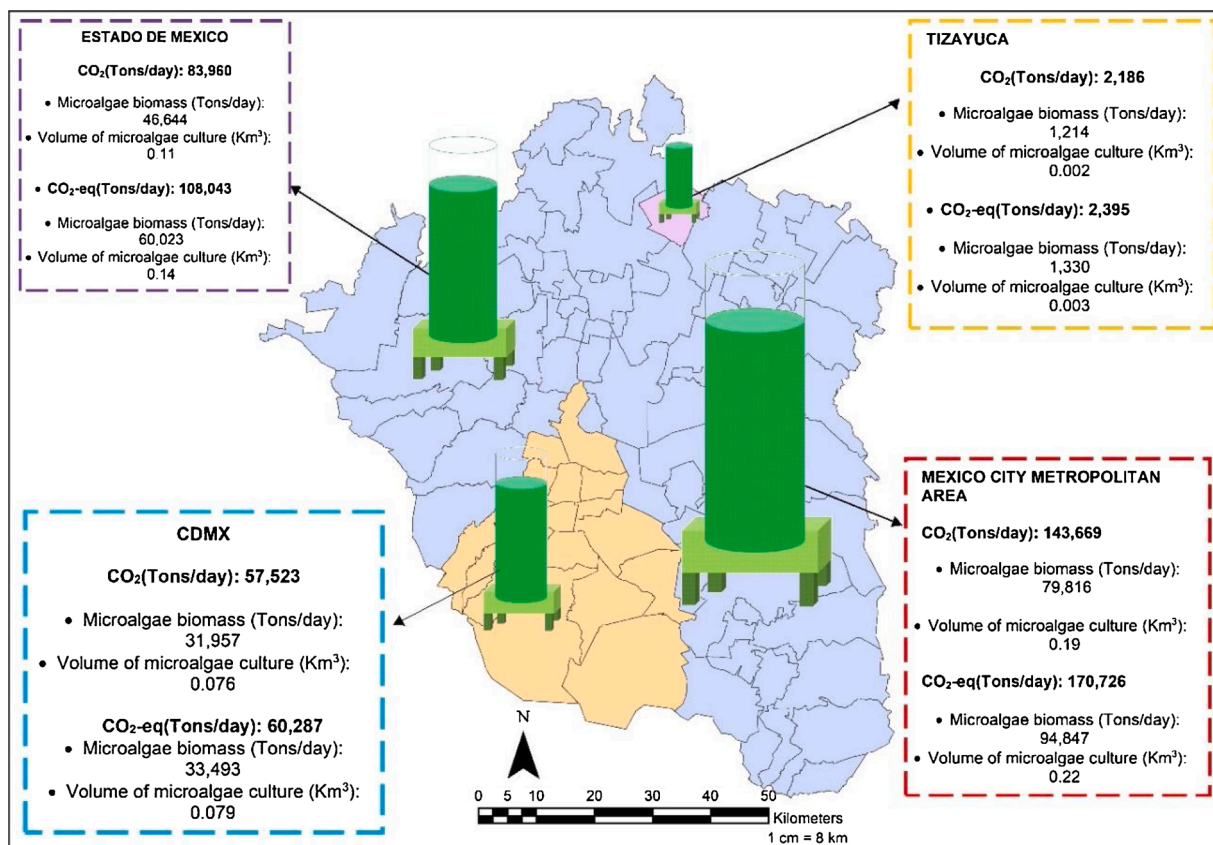 ESTADO DE MEXICO
CO₂(Tons/day): 83,960
• Microalgae biomass (Tons/day):
46,644
• Volume of microalgae culture (Km³):
0.11
• CO₂-eq(Tons/day): 108,043
• Microalgae biomass (Tons/day):
60,023
• Volume of microalgae culture (Km³):
0.14
TIZAYUCA
CO₂(Tons/day): 2,186
• Microalgae biomass (Tons/day):
1,214
• Volume of microalgae culture (Km³):
0.002
• CO₂-eq(Tons/day): 2,395
• Microalgae biomass (Tons/day):
1,330
• Volume of microalgae culture (Km³):
0.003
CDMX
CO₂(Tons/day): 57,523
• Microalgae biomass (Tons/day):
31,957
• Volume of microalgae culture (Km³):
0.076
CO₂-eq(Tons/day): 60,287
• Microalgae biomass (Tons/day):
33,493
• Volume of microalgae culture (Km³):
0.079
MEXICO CITY METROPOLITAN
AREA
CO₂(Tons/day): 143,669
• Microalgae biomass (Tons/day):
79,816
• Volume of microalgae culture (Km³):
0.19
CO₂-eq(Tons/day): 170,726
• Microalgae biomass (Tons/day):
94,847
• Volume of microalgae culture (Km³):
0.22
N
0 5 10 20 30 40 50
Kilometers
1 cm = 8 km